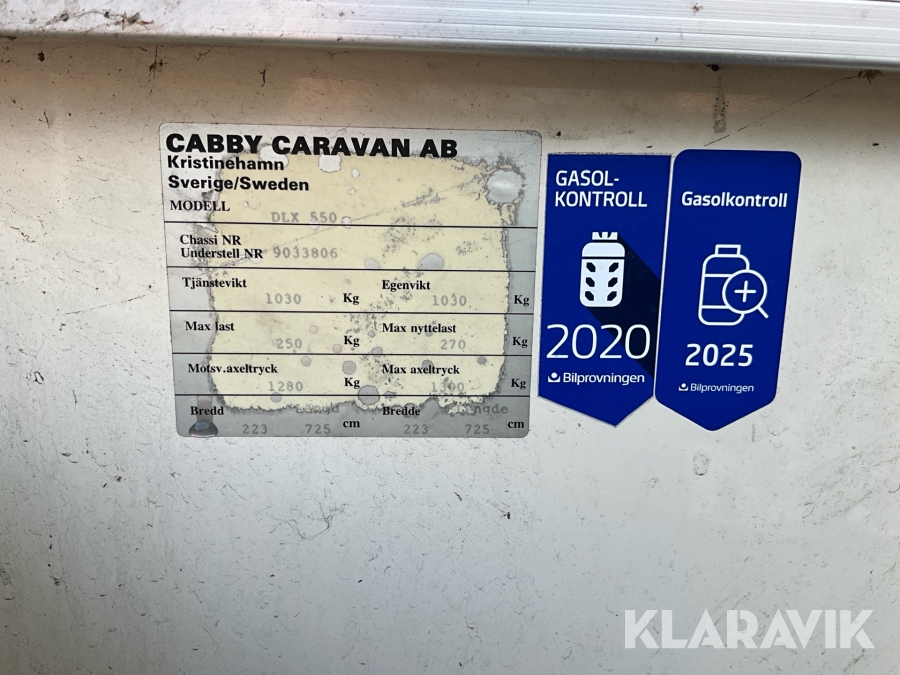 CABBY CARAVAN AB
Kristinehamn
Sverige/Sweden
MODELL DLX 550
Chassi NR
Understell NR 9033806
Tjänstevikt 1030 Kg Egenvikt 1030 Kg
Max last 250 Kg Max nyttelast 270 Kg
Motsv.axeltryck 1280 Kg Max axeltryck Kg
Bredd 223 725 cm Bredde 223 725 cm
GASOL-
KONTROLL
2020
Bilprovningen
Gasolkontroll
2025
Bilprovningen
KLARAVIK